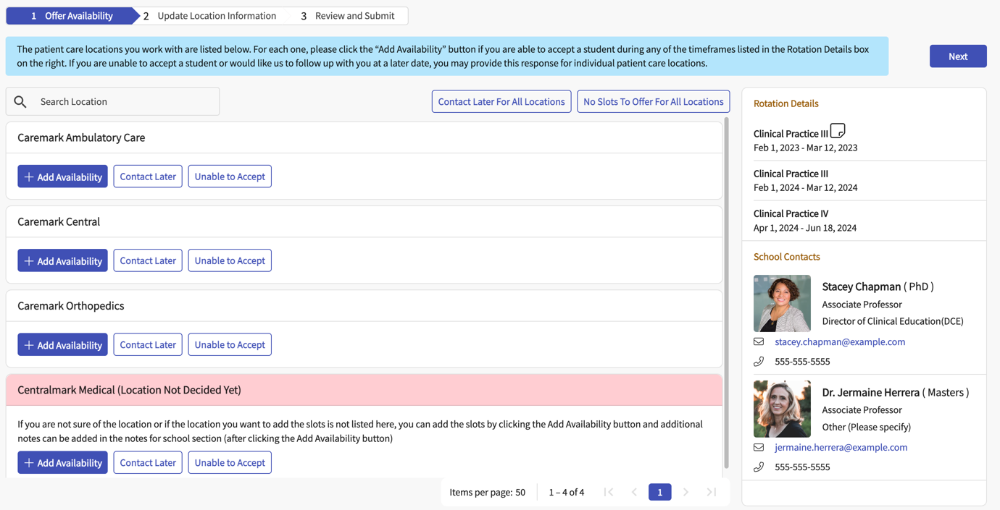 1 Offer Availability 2 Update Location Information 3 Review and Submit
The patient care locations you work with are listed below. For each one, please click the “Add Availability” button if you are able to accept a student during any of the timeframes listed in the Rotation Details box
on the right. If you are unable to accept a student or would like us to follow up with you at a later date, you may provide this response for individual patient care locations.
Next
Search Location
Contact Later For All Locations
No Slots To Offer For All Locations
Caremark Ambulatory Care
+ Add Availability Contact Later Unable to Accept
Caremark Central
+ Add Availability Contact Later Unable to Accept
Caremark Orthopedics
+ Add Availability Contact Later Unable to Accept
Centralmark Medical (Location Not Decided Yet)
If you are not sure of the location or if the location you want to add the slots is not listed here, you can add the slots by clicking the Add Availability button and additional
notes can be added in the notes for school section (after clicking the Add Availability button)
+ Add Availability Contact Later Unable to Accept
Items per page: 50 1 – 4 of 4 1
Rotation Details
Clinical Practice III
Feb 1, 2023 - Mar 12, 2023
Clinical Practice III
Feb 1, 2024 - Mar 12, 2024
Clinical Practice IV
Apr 1, 2024 - Jun 18, 2024
School Contacts
Stacey Chapman ( PhD )
Associate Professor
Director of Clinical Education(DCE)
stacey.chapman@example.com
555-555-5555
Dr. Jermaine Herrera ( Masters )
Associate Professor
Other (Please specify)
jermaine.herrera@example.com
555-555-5555